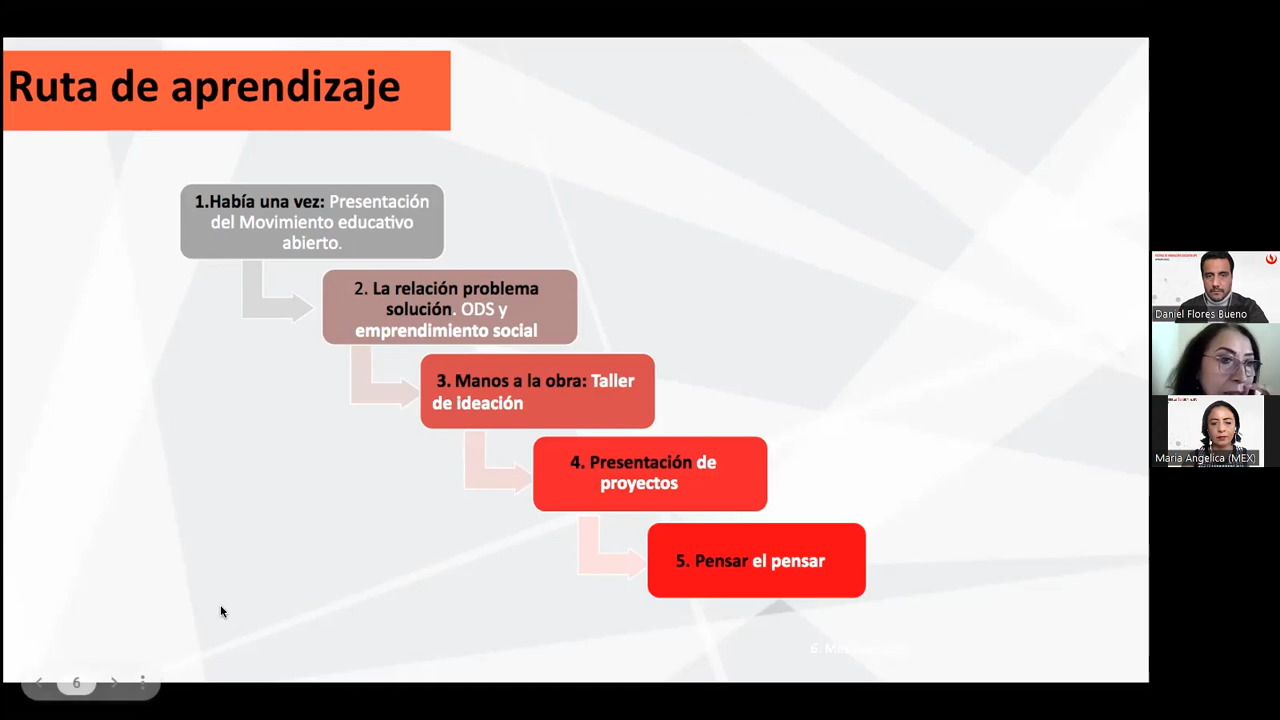 Ruta de aprendizaje
1.Había una vez: Presentación
del Movimiento educativo
abierto.
2. La relación problema
solución. ODS y
emprendimiento social
3. Manos a la obra: Taller
de ideación
4. Presentación de
proyectos
5. Pensar el pensar
6.
6
Daniel Flores Bueno
Maria Angelica (MEX)